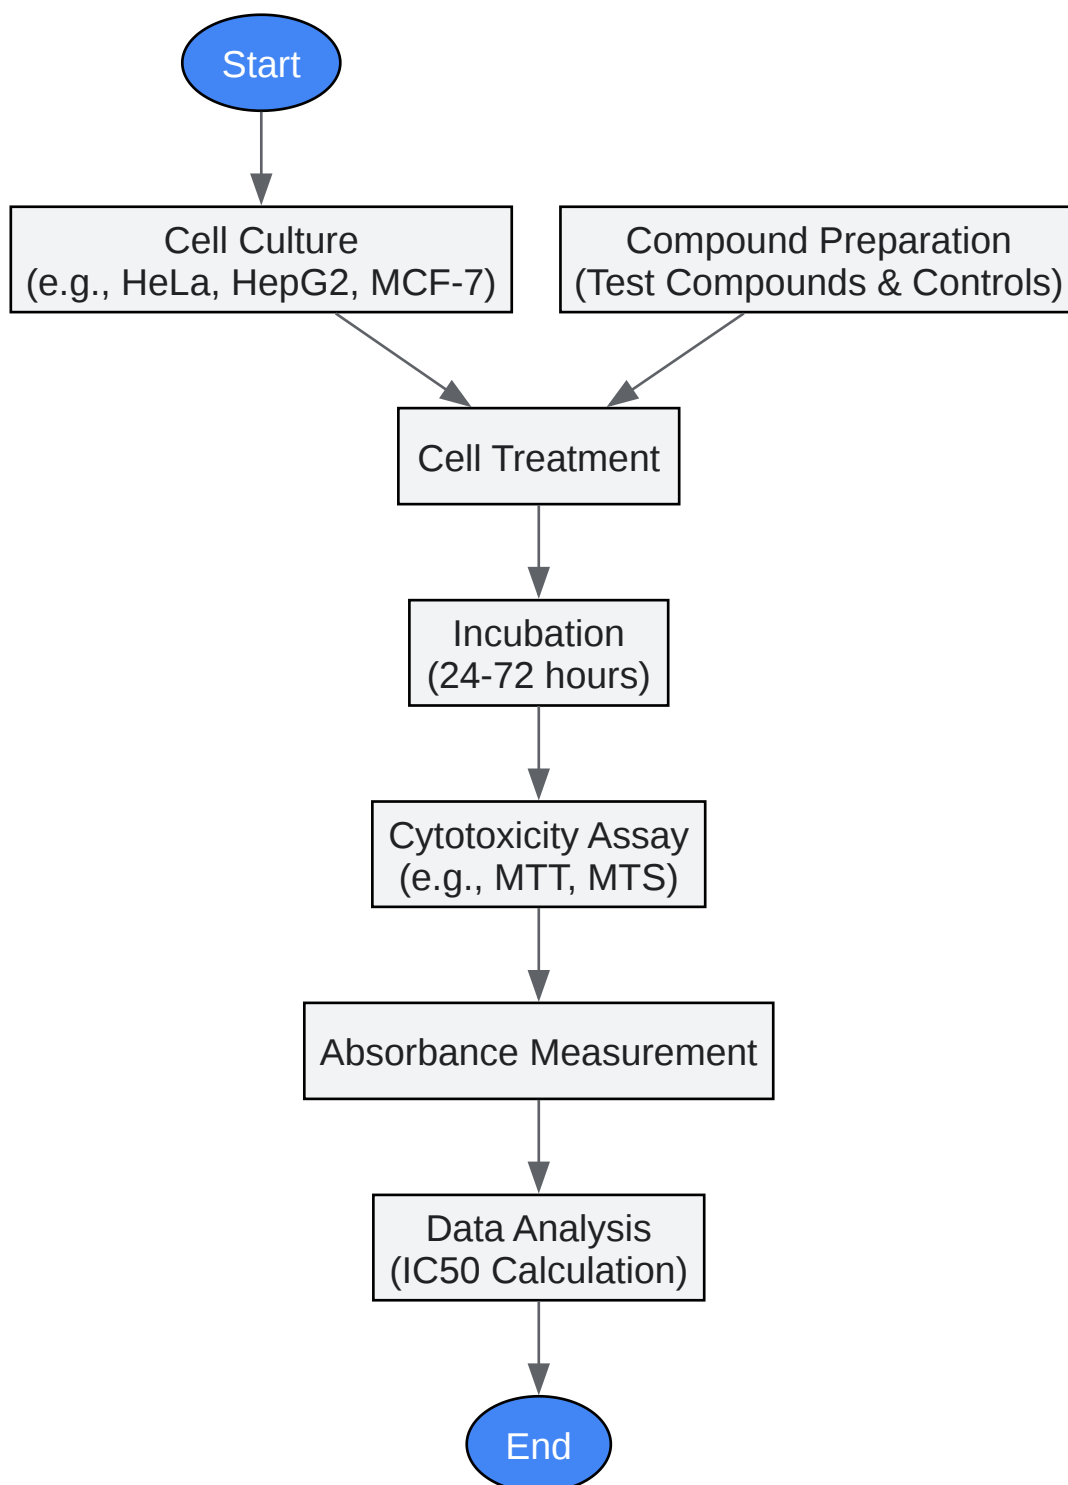 Start
Cell Culture
(e.g., HeLa, HepG2, MCF-7)
Compound Preparation
(Test Compounds & Controls)
Cell Treatment
Incubation
(24-72 hours)
Cytotoxicity Assay
(e.g., MTT, MTS)
Absorbance Measurement
Data Analysis
(IC50 Calculation)
End